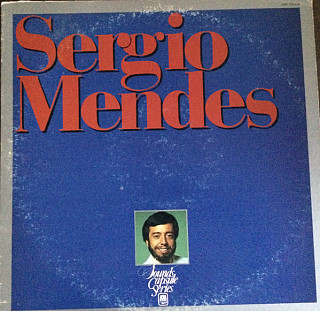 Sergio
Mendes
Sounds
Capsule
Series
A&M